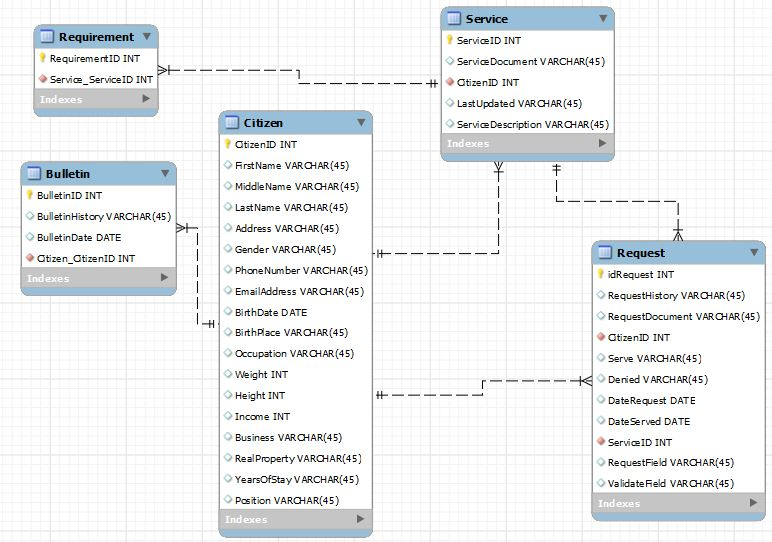 Requirement
RequirementID INT
Service_ServiceID INT
Indexes
Service
ServiceID INT
ServiceDocument VARCHAR(45)
CitizenID INT
LastUpdated VARCHAR(45)
ServiceDescription VARCHAR(45)
Indexes
Bulletin
BulletinID INT
BulletinHistory VARCHAR(45)
BulletinDate DATE
Citizen_CitizenID INT
Indexes
Citizen
CitizenID INT
FirstName VARCHAR(45)
MiddleName VARCHAR(45)
LastName VARCHAR(45)
Address VARCHAR(45)
Gender VARCHAR(45)
PhoneNumber VARCHAR(45)
EmailAddress VARCHAR(45)
BirthDate DATE
BirthPlace VARCHAR(45)
Occupation VARCHAR(45)
Weight INT
Height INT
Income INT
Business VARCHAR(45)
RealProperty VARCHAR(45)
YearsOfStay VARCHAR(45)
Position VARCHAR(45)
Indexes
Request
idRequest INT
RequestHistory VARCHAR(45)
RequestDocument VARCHAR(45)
CitizenID INT
Serve VARCHAR(45)
Denied VARCHAR(45)
DateRequest DATE
DateServed DATE
ServiceID INT
RequestField VARCHAR(45)
ValidateField VARCHAR(45)
Indexes